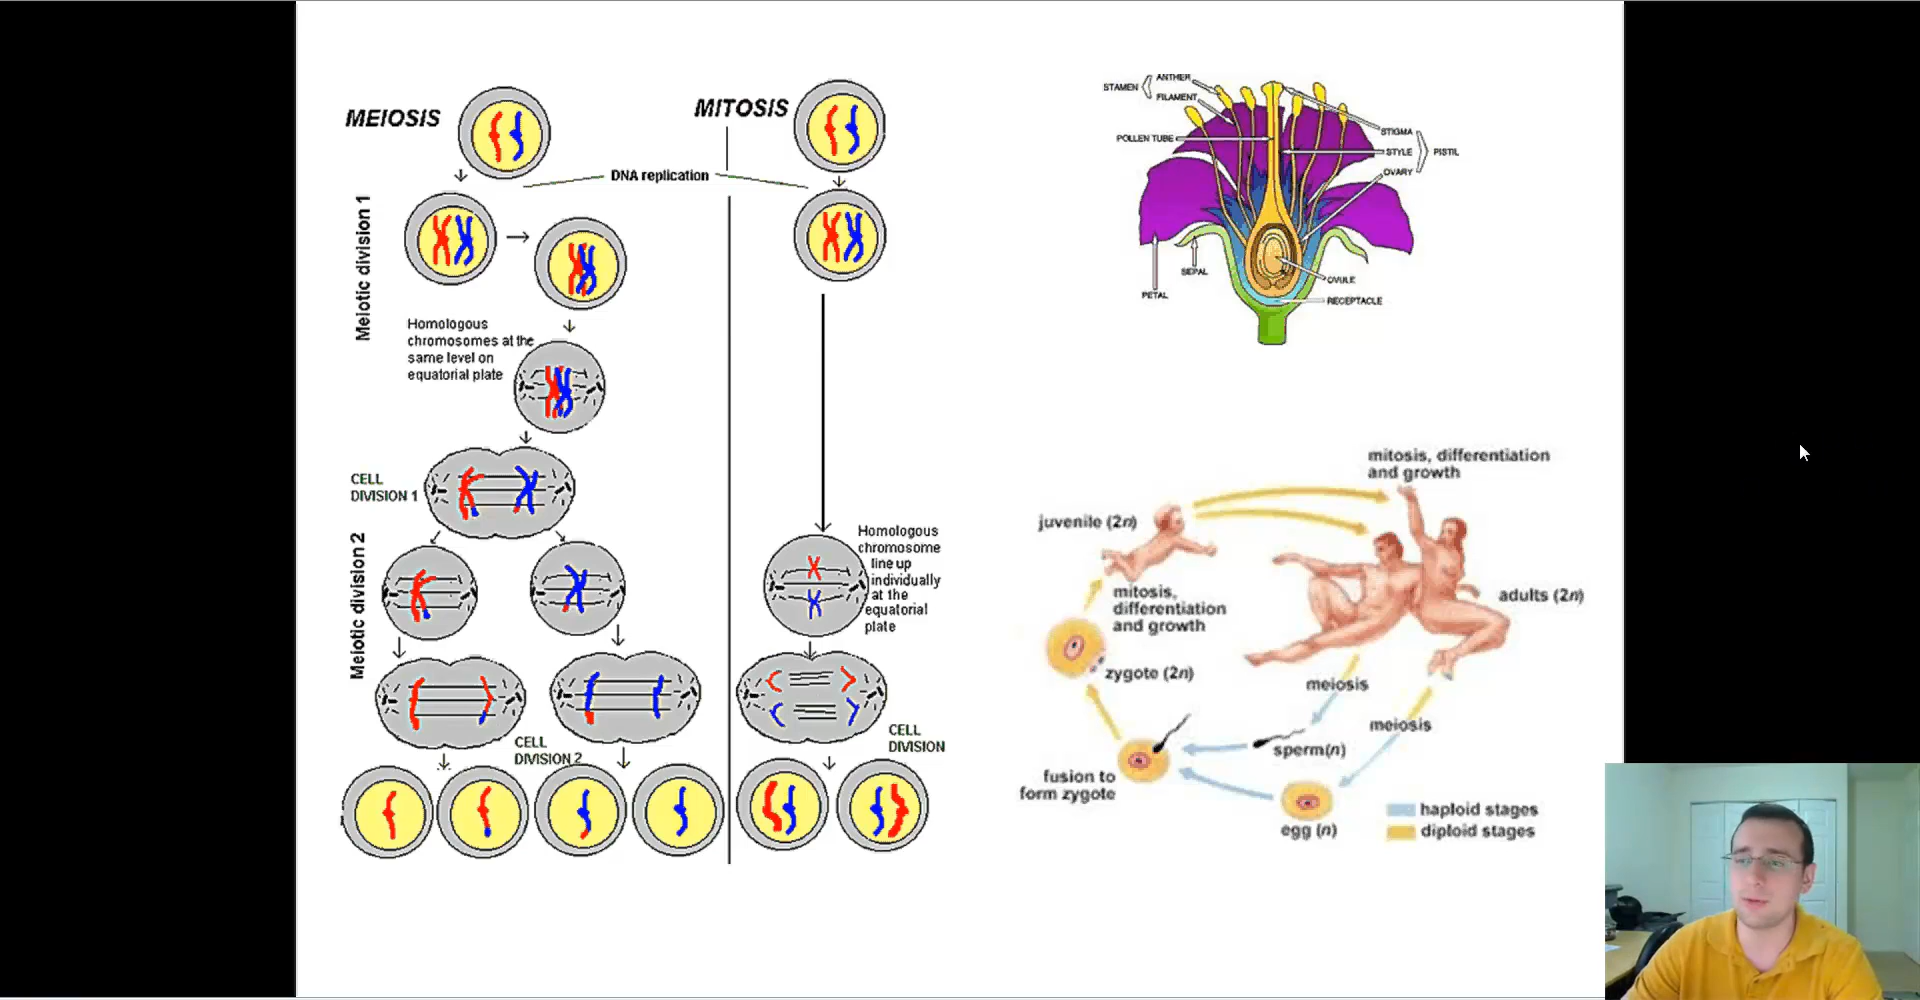 MEIOSIS
MITOSIS
DNA replication
Meiotic division 1
Homologous
chromosomes at the
same level on
equatorial plate
CELL
DIVISION 1
Meiotic division 2
CELL
DIVISION 2
Homologous
chromosome
line up
individually
at the
equatorial
plate
CELL
DIVISION
STAMEN
ANTHER
FILAMENT
POLLEN TUBE
STIGMA
STYLE
PISTIL
OVARY
SEPAL
PETAL
OVULE
RECEPTACLE
mitosis, differentiation
and growth
juvenile (2n)
adults (2n)
mitosis,
differentiation
and growth
zygote (2n)
meiosis
meiosis
sperm(n)
fusion to
form zygote
egg (n)
haploid stages
diploid stages